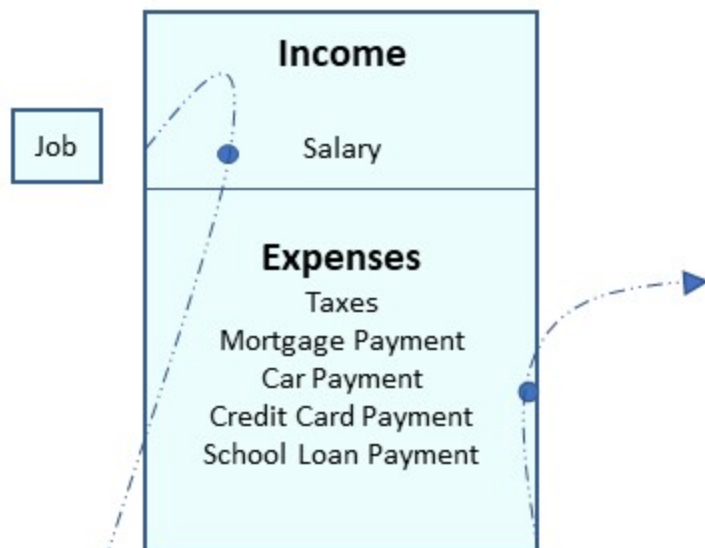 Income
Job
Salary
Expenses
Taxes
Mortgage Payment
Car Payment
Credit Card Payment
School Loan Payment